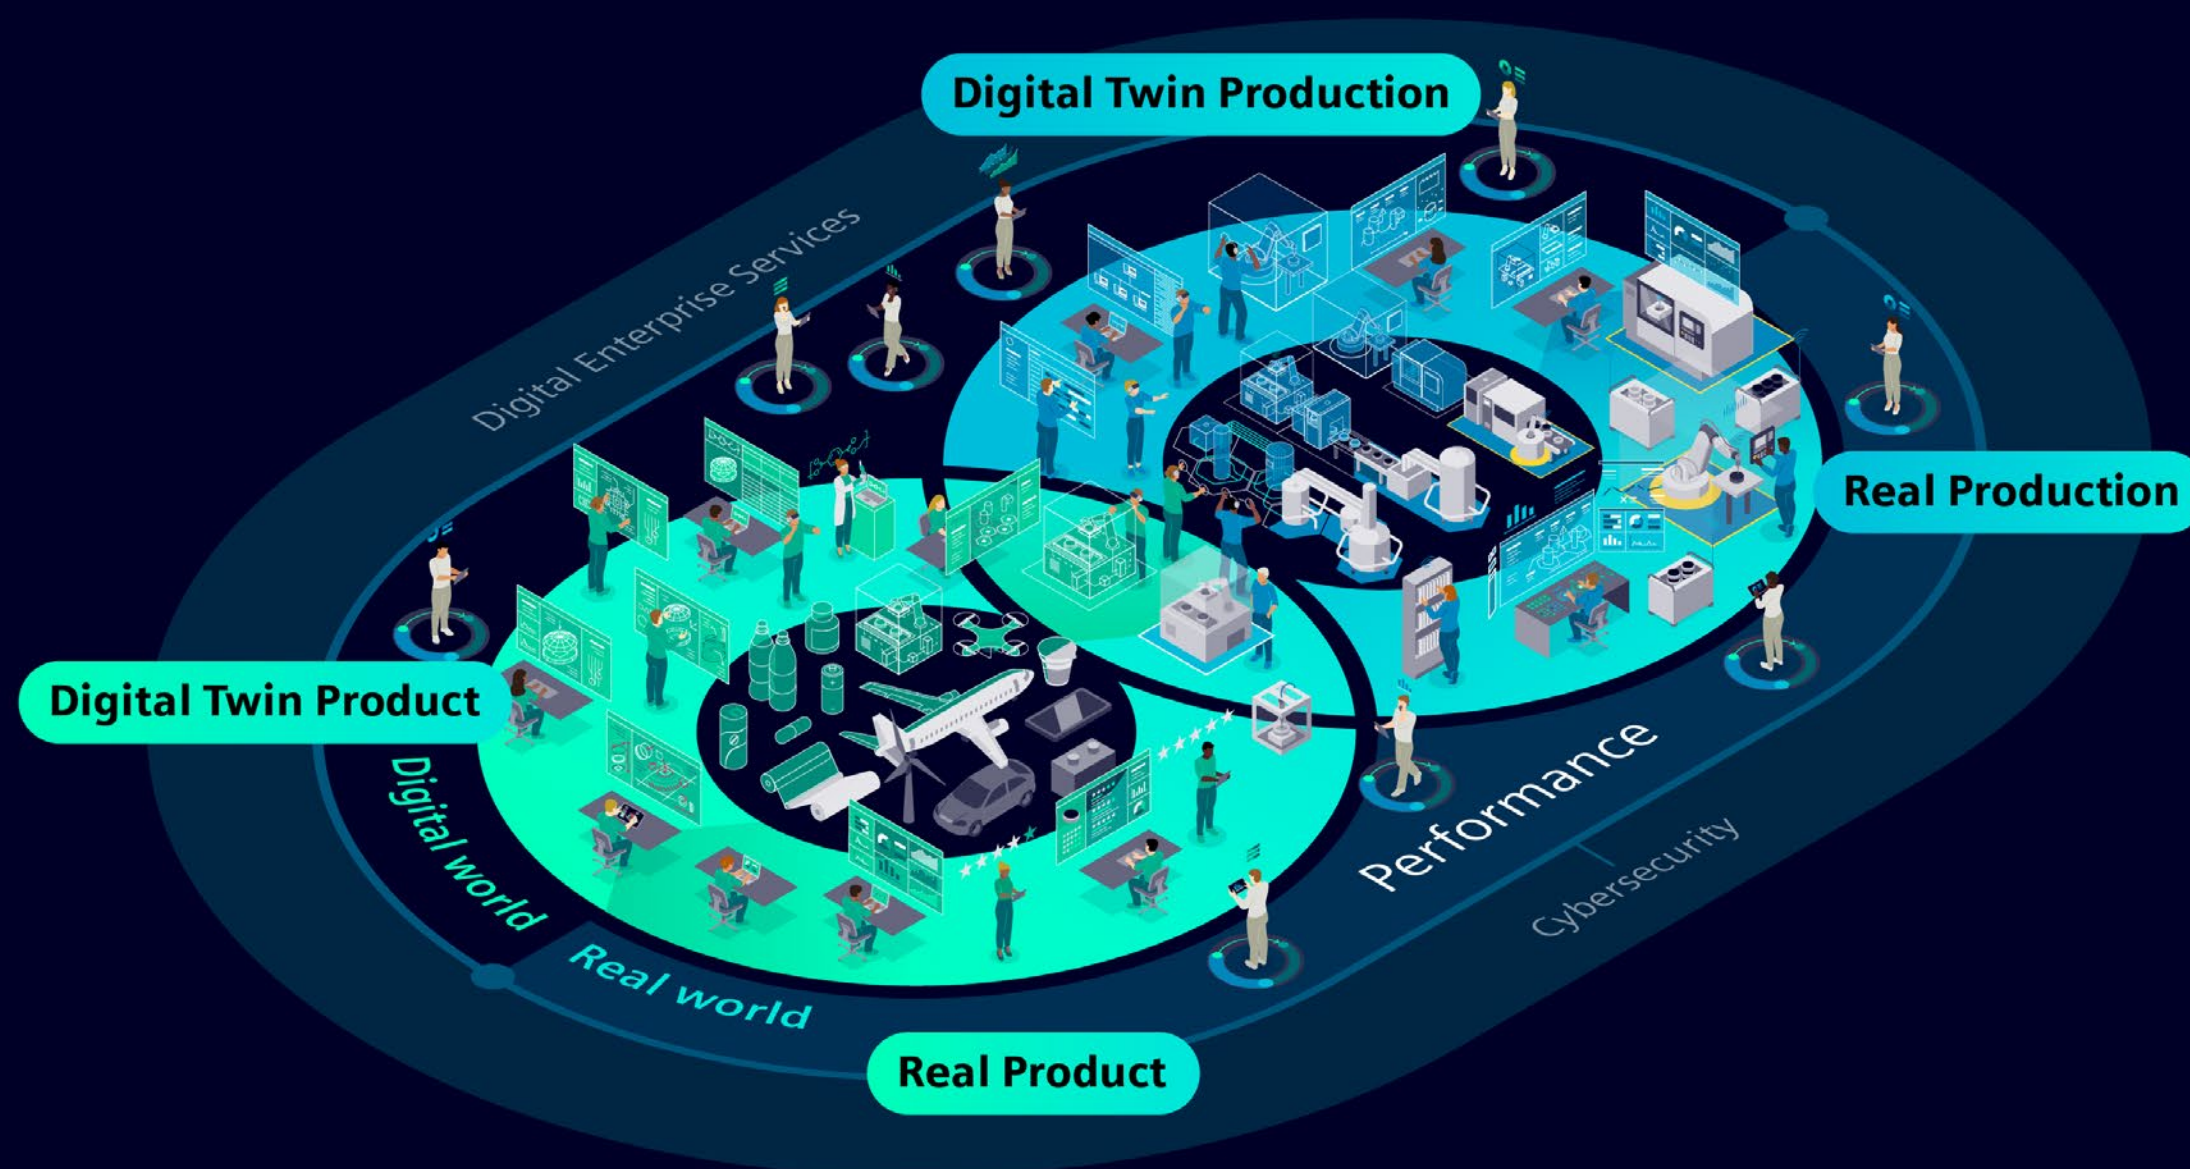 Digital Twin Production
Digital Enterprise Services
Real Production
Digital Twin Product
Digital world
Performance
Cybersecurity
Real world
Real Product